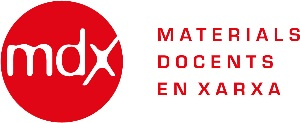 mdx
MATERIALS
DOCENTS
EN XARXA